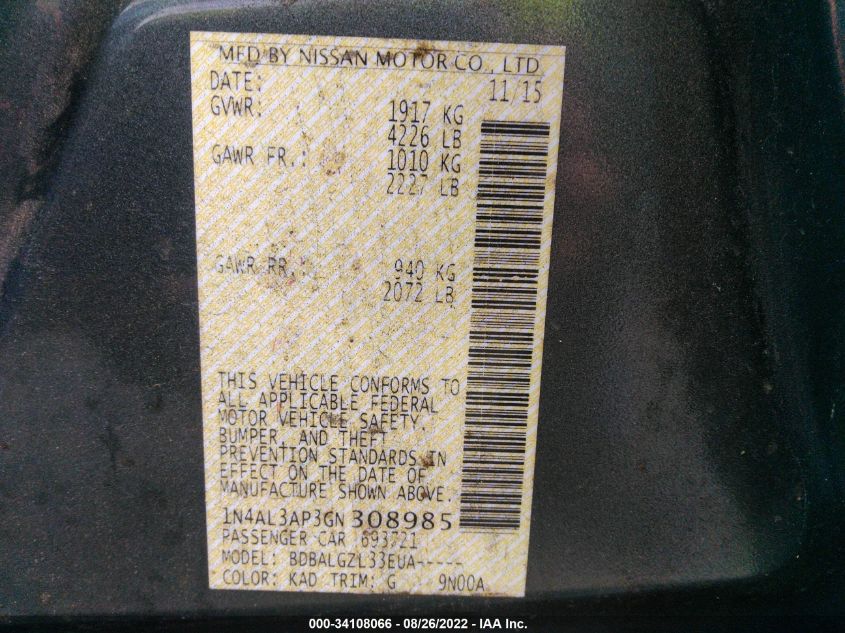 MFD BY NISSAN MOTOR CO., LTD
DATE: 11/15
GVWR: 1917 KG
4226 LB
GAWR FR.: 1010 KG
2227 LB
GAWR RR.: 940 KG
2072 LB
THIS VEHICLE CONFORMS TO
ALL APPLICABLE FEDERAL
MOTOR VEHICLE SAFETY,
BUMPER, AND THEFT
PREVENTION STANDARDS IN
EFFECT ON THE DATE OF
MANUFACTURE SHOWN ABOVE.
1N4AL3AP3GN308985
PASSENGER CAR 693721
MODEL: BDBALGZL33EUA-----
COLOR: KAD TRIM: G 9N00A
000-34108066 - 08/26/2022 - IAA Inc.